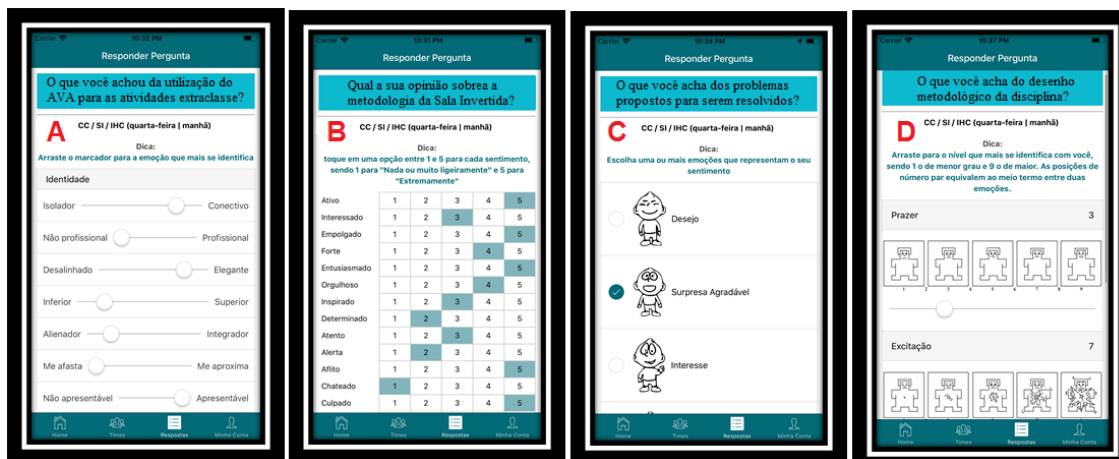 Carrier 10:32 PM
Responder Pergunta
O que você achou da utilização do
AVA para as atividades extraclasse?
A
CC / SI / IHC (quarta-feira | manhã)
Dica:
Arraste o marcador para a emoção que mais se identifica
Identidade
Isolador Conectivo
Não profissional Profissional
Desalinhado Elegante
Inferior Superior
Alienador Integrador
Me afasta Me aproxima
Não apresentável Apresentável
Home Times Respostas Minha Conta
Carrier 10:31 PM
Responder Pergunta
Qual a sua opinião sobrea a
metodologia da Sala Invertida?
B
CC / SI / IHC (quarta-feira | manhã)
Dica:
toque em uma opção entre 1 e 5 para cada sentimento,
sendo 1 para "Nada ou muito ligeiramente" e 5 para
"Extremamente"
Ativo 1 2 3 4 5
Interessado 1 2 3 4 5
Empolgado 1 2 3 4 5
Forte 1 2 3 4 5
Entusiasmado 1 2 3 4 5
Orgulhoso 1 2 3 4 5
Inspirado 1 2 3 4 5
Determinado 1 2 3 4 5
Atento 1 2 3 4 5
Alerta 1 2 3 4 5
Aflito 1 2 3 4 5
Chateado 1 2 3 4 5
Culpado 1 2 3 4 5
Home Times Respostas Minha Conta
Carrier 10:34 PM
Responder Pergunta
O que você acha dos problemas
propostos para serem resolvidos?
C
CC / SI / IHC (quarta-feira | manhã)
Dica:
Escolha uma ou mais emoções que representam o seu
sentimento
Desejo
Surpresa Agradável
Interesse
Home Times Respostas Minha Conta
Carrier 10:37 PM
Responder Pergunta
O que você acha do desenho
metodológico da disciplina?
D
CC / SI / IHC (quarta-feira | manhã)
Dica:
Arraste para o nível que mais se identifica com você,
sendo 1 o de menor grau e 9 o de maior. As posições de
número par equivalem ao meio termo entre duas
emoções.
Prazer 3
1 2 3 4 5 6 7 8 9
Excitação 7
Home Times Respostas Minha Conta